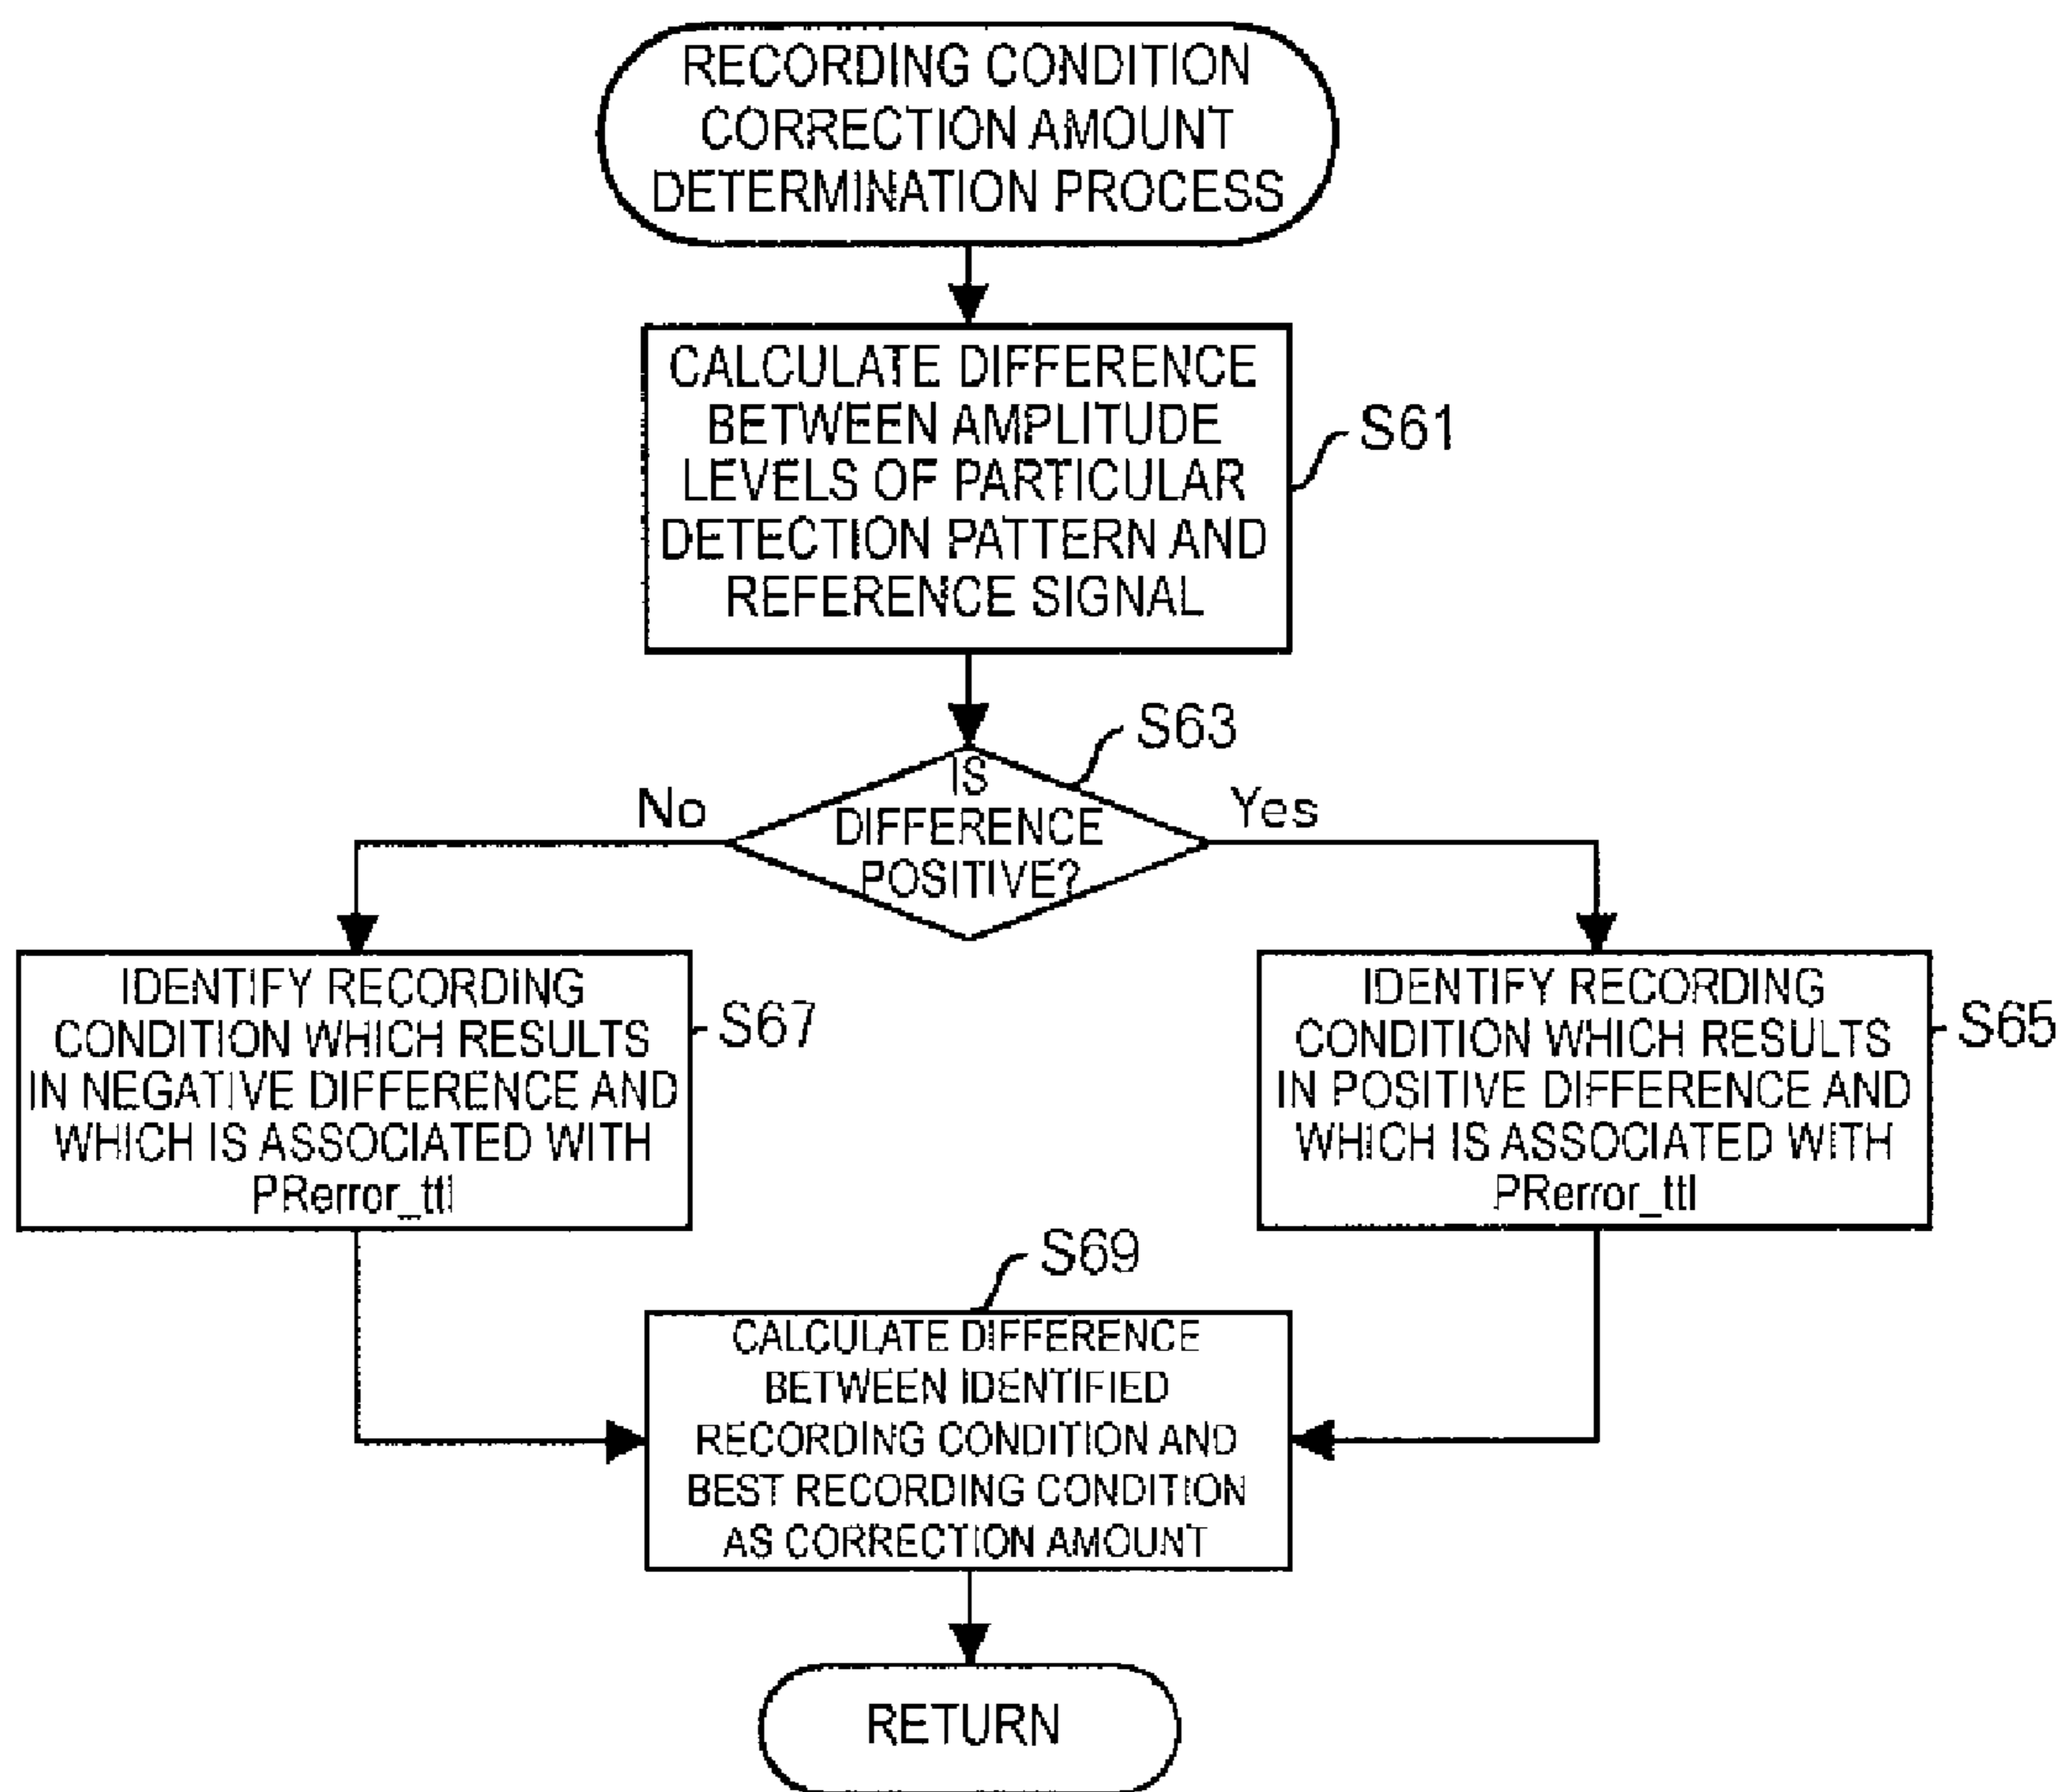 RECORDING CONDITION
CORRECTION AMOUNT
DETERMINATION PROCESS
CALCULATE DIFFERENCE
BETWEEN AMPLITUDE
LEVELS OF PARTICULAR
DETECTION PATTERN AND
REFERENCE SIGNAL
S61
S63
IS
DIFFERENCE
POSITIVE?
No
Yes
IDENTIFY RECORDING
CONDITION WHICH RESULTS
IN NEGATIVE DIFFERENCE AND
WHICH IS ASSOCIATED WITH
PRerror_ttl
S67
IDENTIFY RECORDING
CONDITION WHICH RESULTS
IN POSITIVE DIFFERENCE AND
WHICH IS ASSOCIATED WITH
PRerror_ttl
S65
S69
CALCULATE DIFFERENCE
BETWEEN IDENTIFIED
RECORDING CONDITION AND
BEST RECORDING CONDITION
AS CORRECTION AMOUNT
RETURN